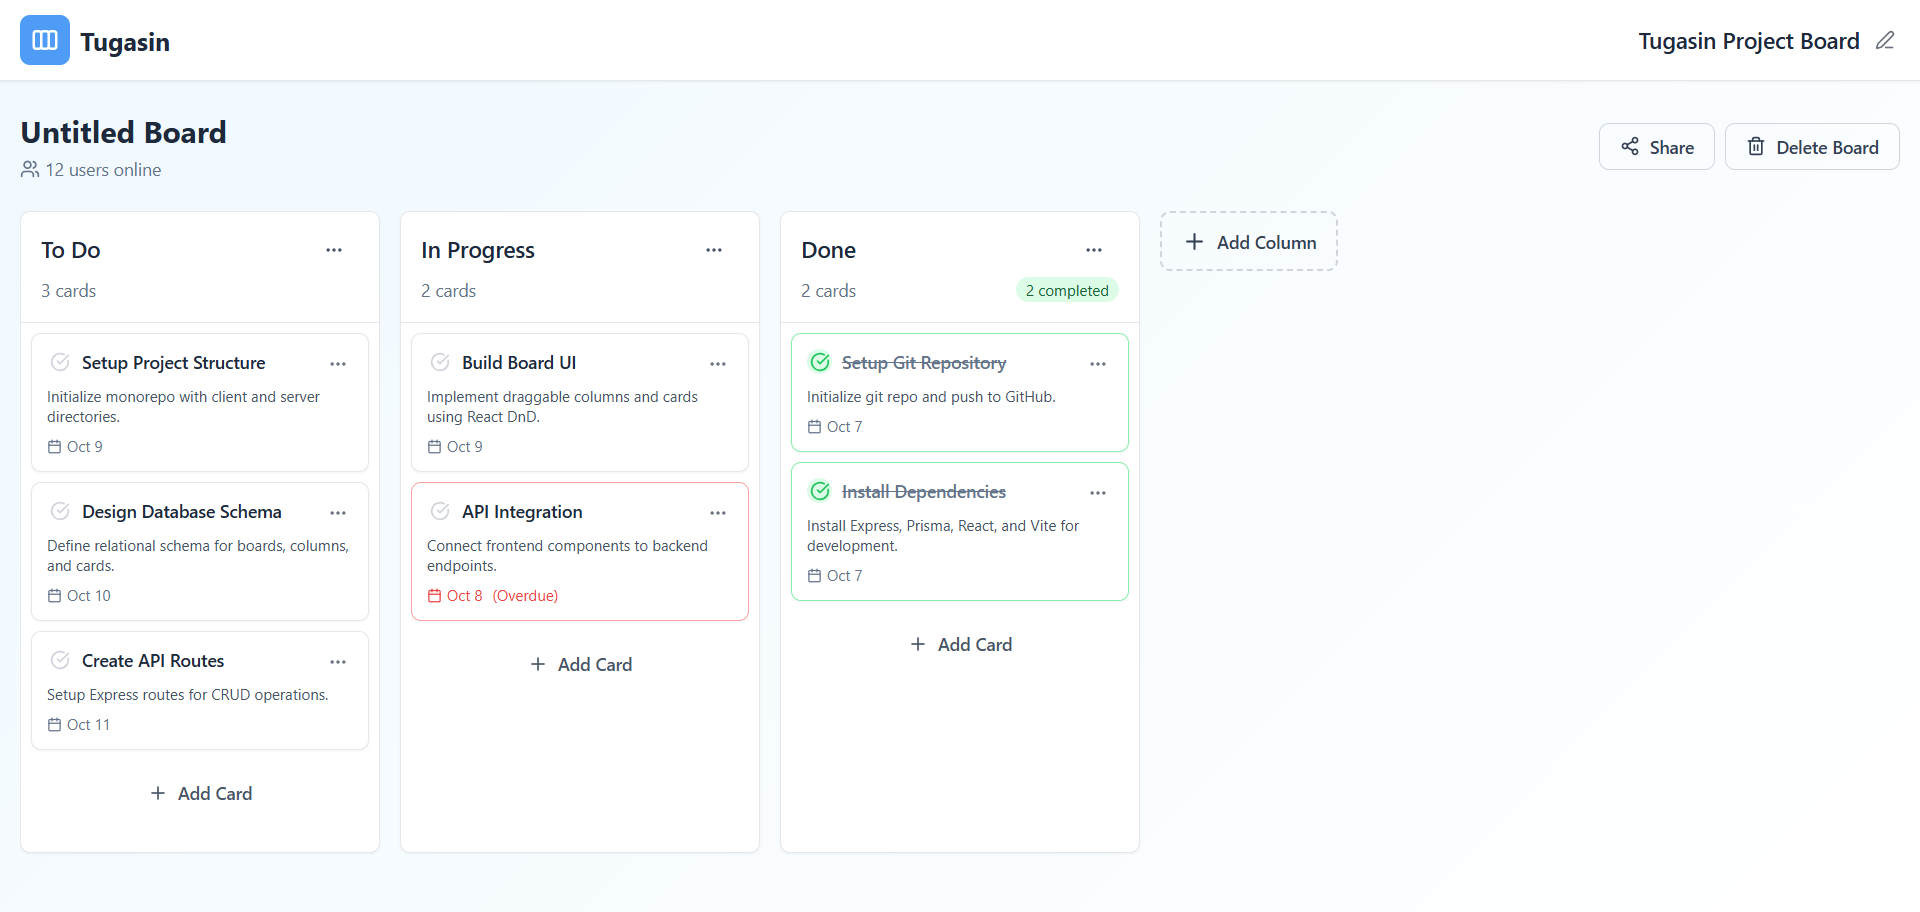 Tugasin
Tugasin Project Board
Untitled Board
12 users online
Share
Delete Board
To Do
3 cards
Setup Project Structure
Initialize monorepo with client and server
directories.
Oct 9
Design Database Schema
Define relational schema for boards, columns,
and cards.
Oct 10
Create API Routes
Setup Express routes for CRUD operations.
Oct 11
Add Card
In Progress
2 cards
Build Board UI
Implement draggable columns and cards
using React DnD.
Oct 9
API Integration
Connect frontend components to backend
endpoints.
Oct 8 (Overdue)
Add Card
Done
2 cards
2 completed
Setup Git Repository
Initialize git repo and push to GitHub.
Oct 7
Install Dependencies
Install Express, Prisma, React, and Vite for
development.
Oct 7
Add Card
Add Column